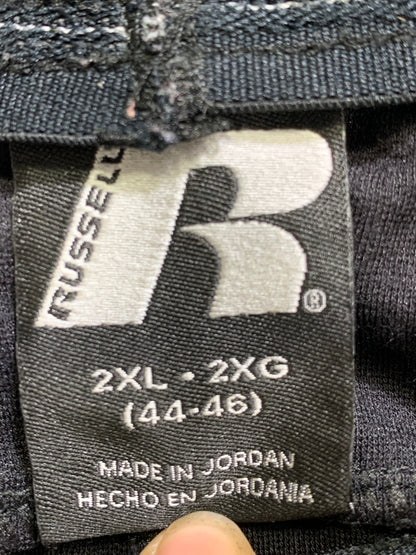 RUSSELL
R®
2XL • 2XG
(44-46)
MADE IN JORDAN
HECHO EN JORDANIA